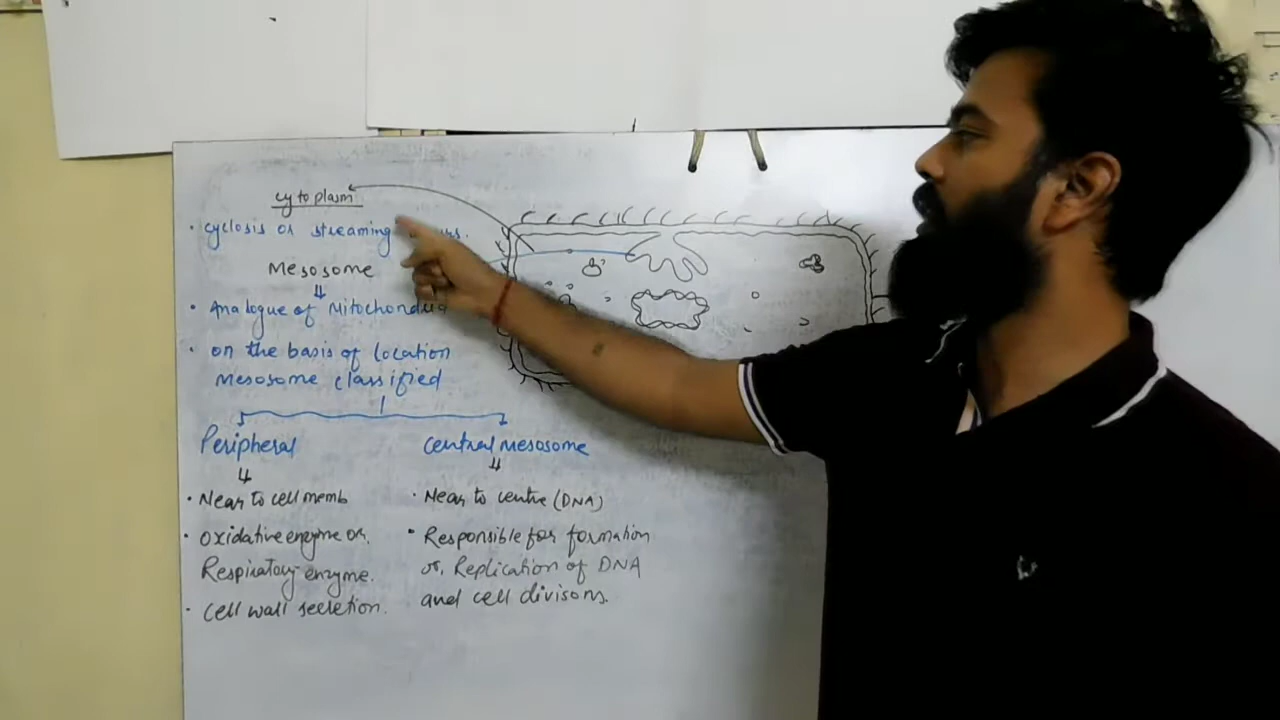 cytoplasm
• cyclosis or streaming
Mesosome
• Analogue of Mitochondria
• on the basis of location
Mesosome classified
Peripheral
central mesosome
• Near to cell memb
• Oxidative enzyme or.
Respiratory enzyme.
• cell wall secletion.
• Near to centre (DNA)
• Responsible for formation
or. Replication of DNA
and cell divisons.